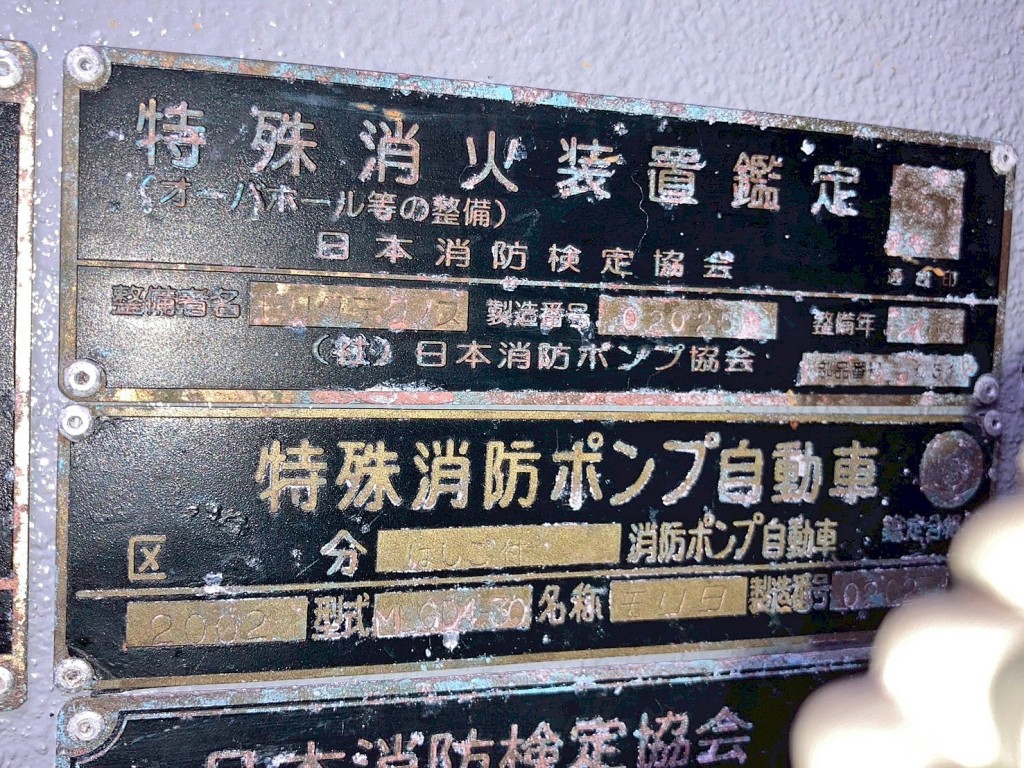 特殊消火装置鑑定
(オーバホール等の整備)
日本消防検定協会
整備者名 製造番号 整備年
(社)日本消防ポンプ協会
特殊消防ポンプ自動車
区分 はしご付 消防ポンプ自動車
2002 型式 名称 モリタ 製造番号
日本消防検定協会